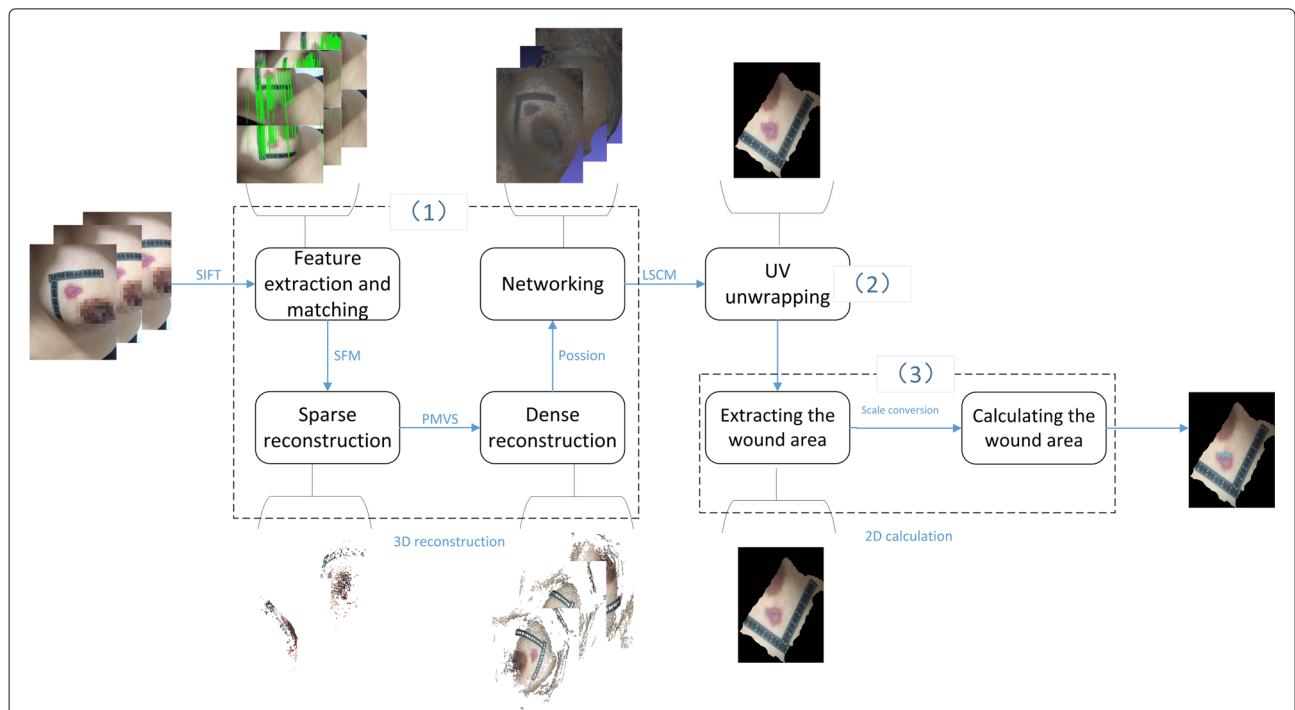 (1)
SIFT
Feature
extraction and
matching
Networking
LSCM
UV
unwrapping
(2)
SFM
Possion
(3)
Sparse
reconstruction
PMVS
Dense
reconstruction
Extracting the
wound area
Scale conversion
Calculating the
wound area
3D reconstruction
2D calculation